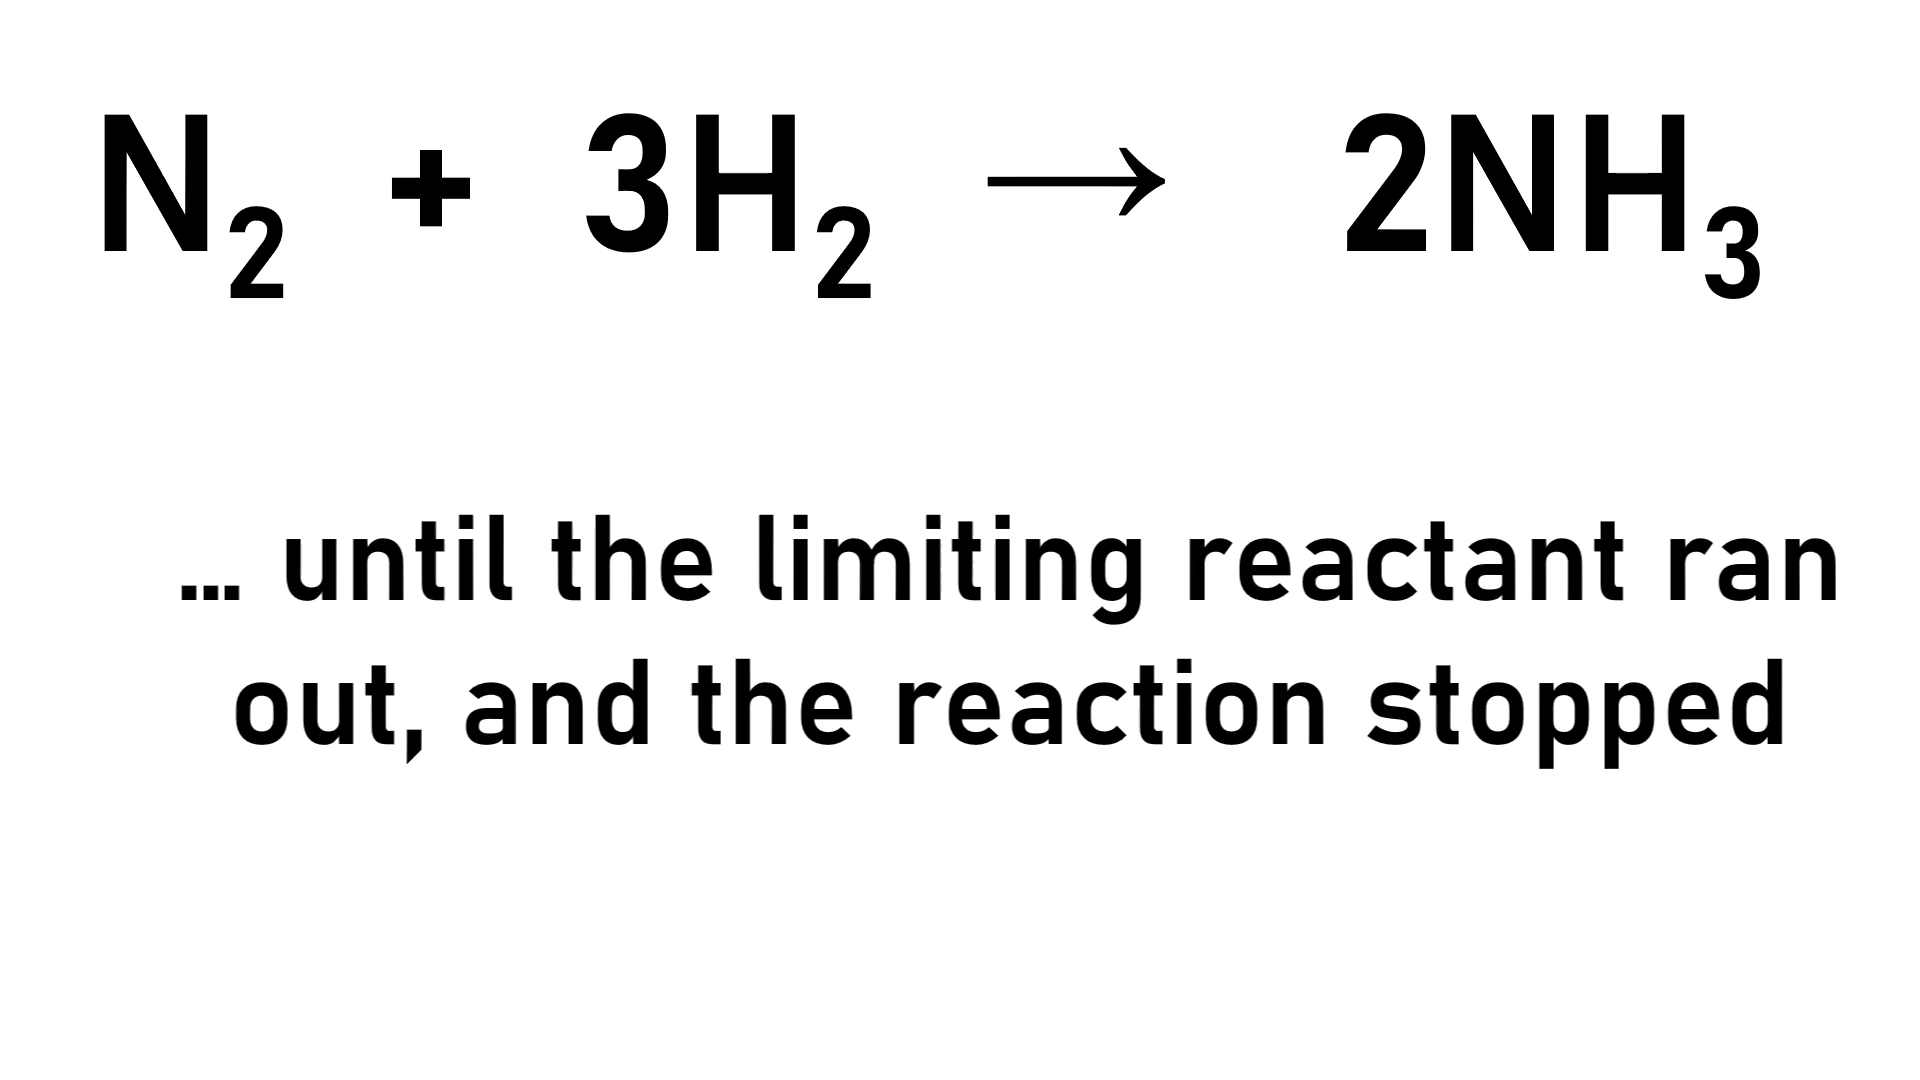 N₂ + 3H₂ → 2NH₃
... until the limiting reactant ran
out, and the reaction stopped